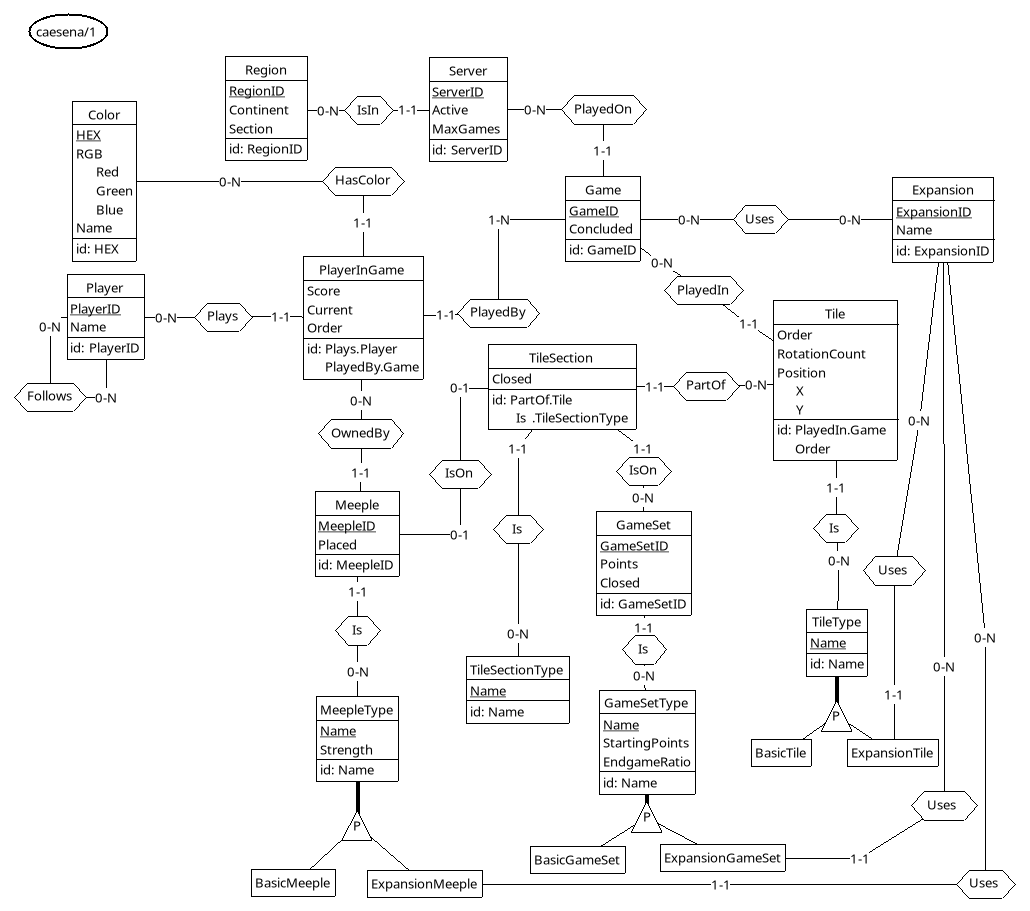 caesena/1
Region
RegionID
Continent
Section
id: RegionID
0-N
IsIn
1-1
Server
ServerID
Active
MaxGames
id: ServerID
0-N
PlayedOn
1-1
Color
HEX
RGB
Red
Green
Blue
Name
id: HEX
0-N
HasColor
1-1
Game
GameID
Concluded
id: GameID
0-N
Uses
0-N
Expansion
ExpansionID
Name
id: ExpansionID
1-N
PlayedBy
1-1
0-N
PlayedIn
1-1
Player
PlayerID
Name
id: PlayerID
0-N
Follows
0-N
0-N
Plays
1-1
PlayerInGame
Score
Current
Order
id: Plays.Player
PlayedBy.Game
0-N
OwnedBy
1-1
TileSection
Closed
id: PartOf.Tile
Is .TileSectionType
1-1
PartOf
0-N
Tile
Order
RotationCount
Position
X
Y
id: PlayedIn.Game
Order
0-1
IsOn
0-1
1-1
Is
0-N
1-1
IsOn
0-N
1-1
Is
0-N
0-N
Uses
1-1
Meeple
MeepleID
Placed
id: MeepleID
1-1
Is
0-N
GameSet
GameSetID
Points
Closed
id: GameSetID
1-1
Is
0-N
TileType
Name
id: Name
P
BasicTile
ExpansionTile
TileSectionType
Name
id: Name
MeepleType
Name
Strength
id: Name
P
BasicMeeple
ExpansionMeeple
GameSetType
Name
StartingPoints
EndgameRatio
id: Name
P
BasicGameSet
ExpansionGameSet
0-N
Uses
1-1
0-N
Uses
1-1